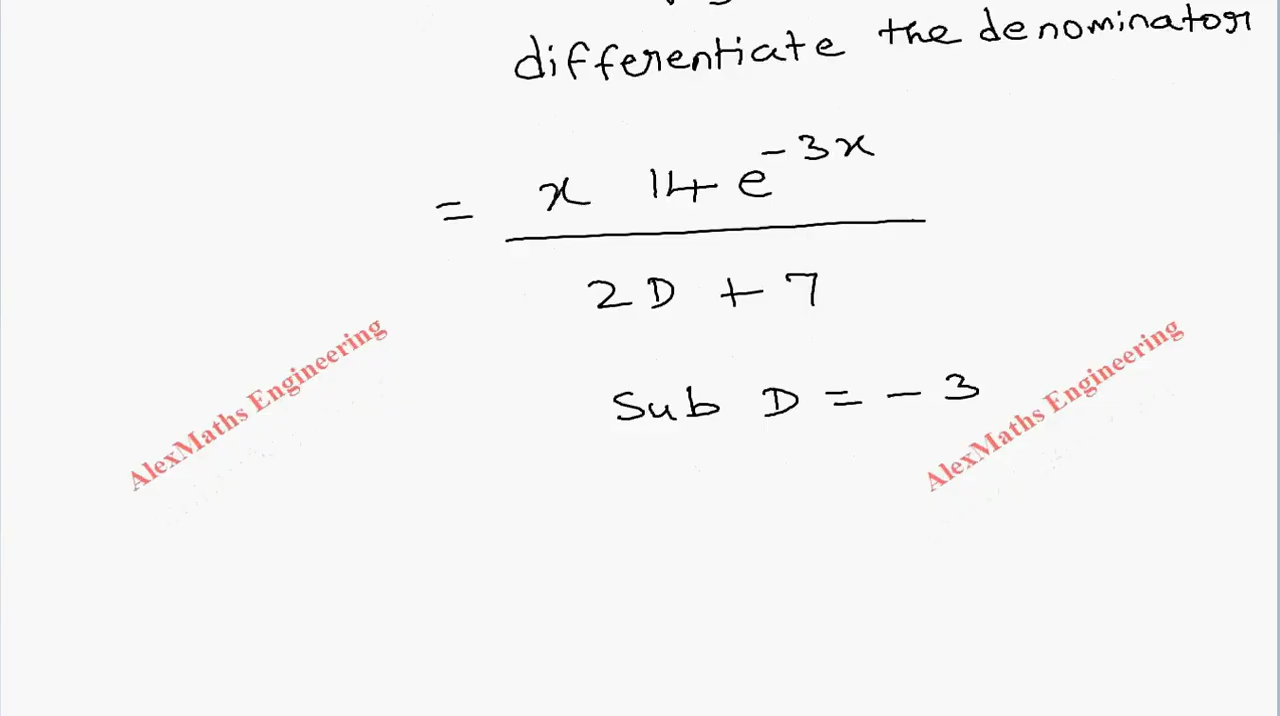 differentiate the denominator
= x 14 e^{-3x}
2D + 7
Sub D = - 3
AlexMaths Engineering
AlexMaths Engineering